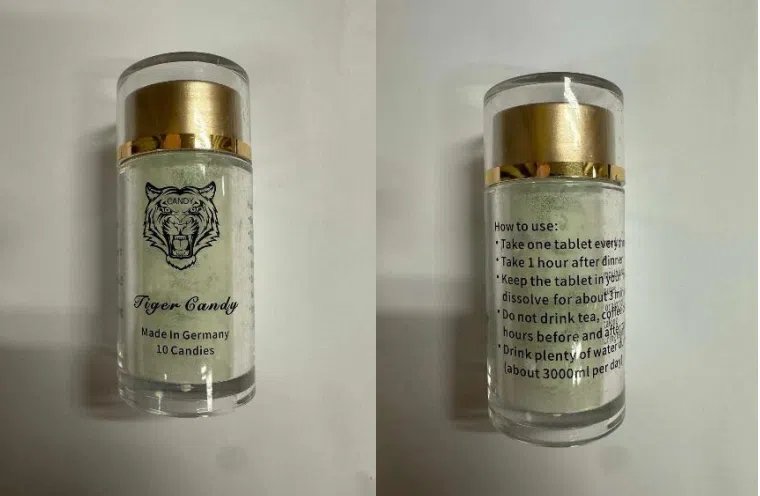 CANDY
Tiger Candy
Made In Germany
10 Candies
How to use:
• Take one tablet every
• Take 1 hour after dinner
• Keep the tablet in your
dissolve for about 3 min
• Do not drink tea, coffee
hours before and after
• Drink plenty of water
(about 3000ml per day)